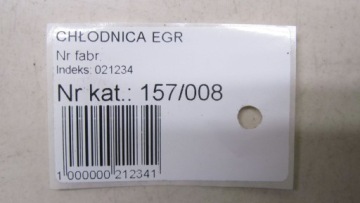 CHŁODNICA EGR
Nr fabr.
Indeks: 021234
Nr kat.: 157/008
1 000000 212341